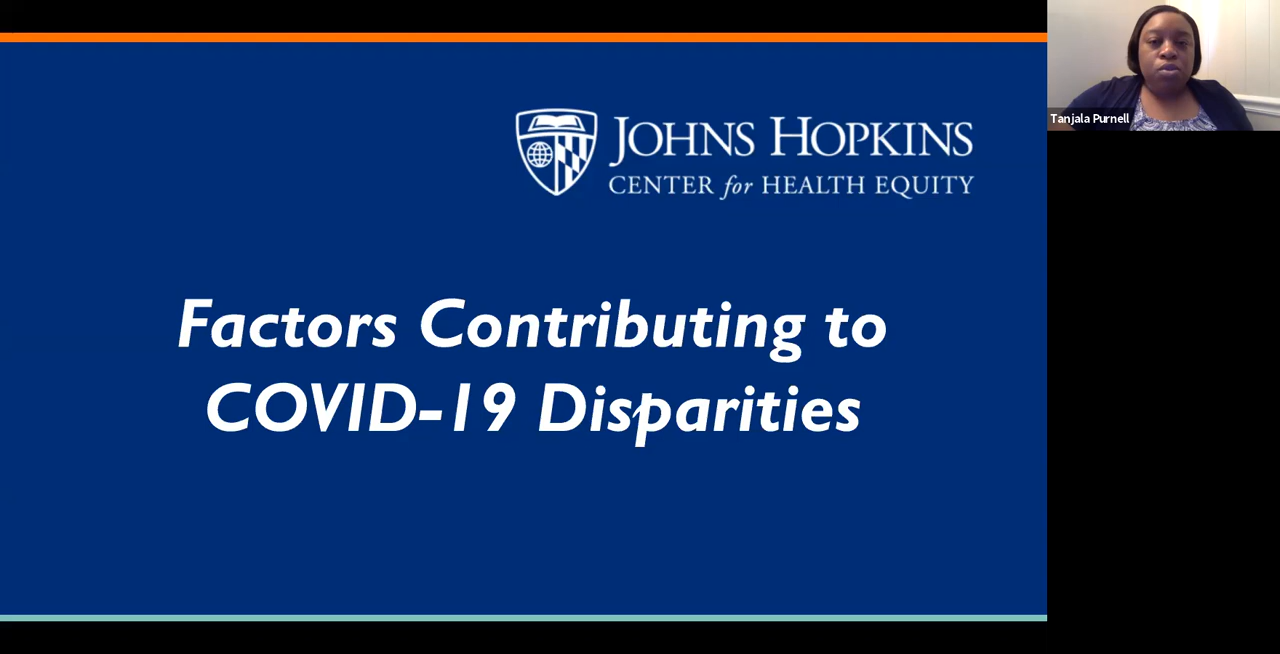 JOHNS HOPKINS
CENTER for HEALTH EQUITY
Tanjala Purnell
Factors Contributing to
COVID-19 Disparities